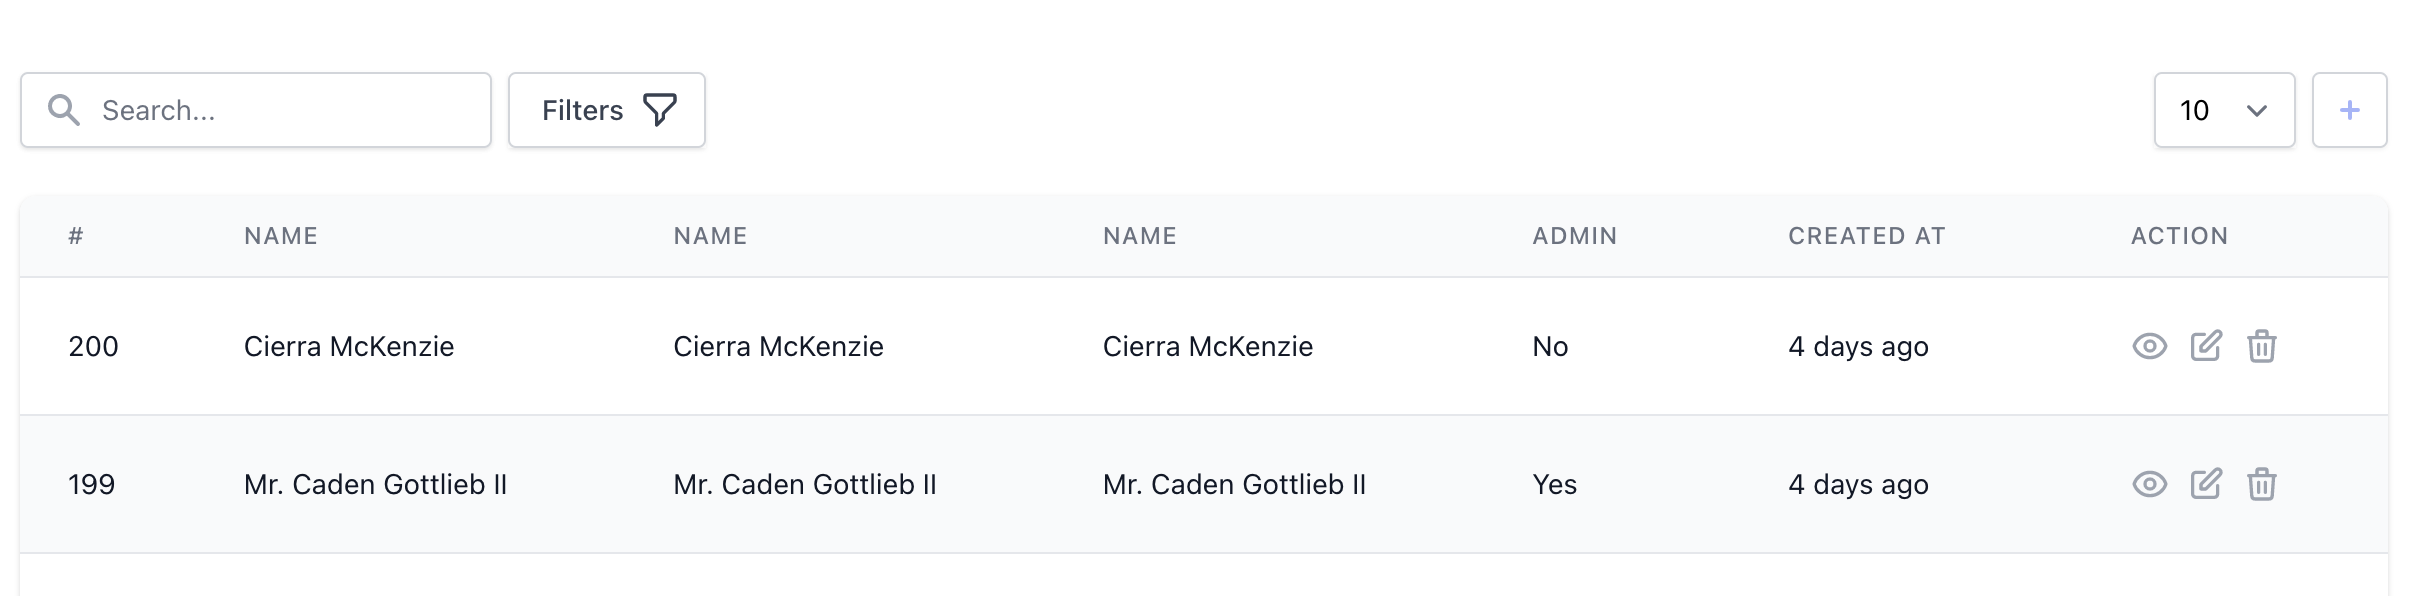 Search... Filters 10 +
# NAME NAME NAME ADMIN CREATED AT ACTION
200 Cierra McKenzie Cierra McKenzie Cierra McKenzie No 4 days ago
199 Mr. Caden Gottlieb II Mr. Caden Gottlieb II Mr. Caden Gottlieb II Yes 4 days ago